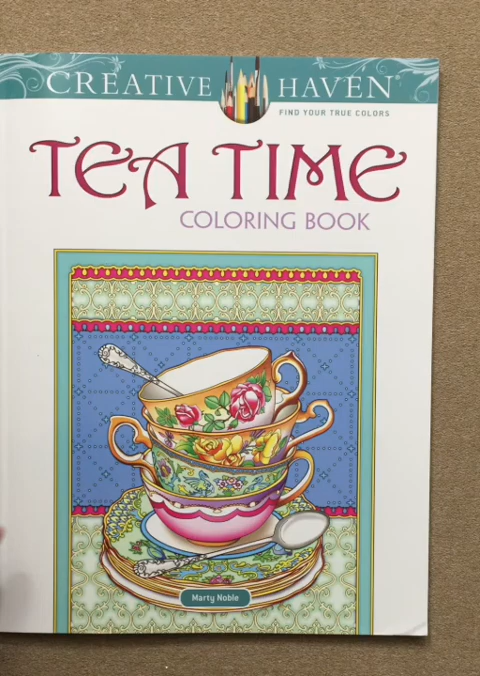 CREATIVE HAVEN®
FIND YOUR TRUE COLORS
TEA TIME
COLORING BOOK
Marty Noble